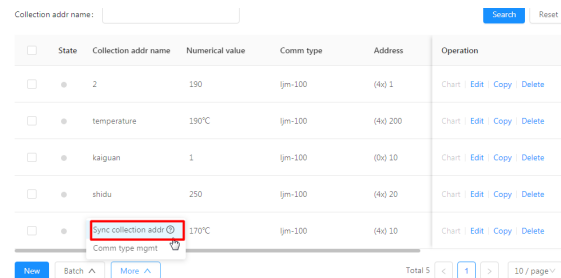 Collection addr name: Search Reset
State Collection addr name Numerical value Comm type Address Operation
2 190 ljm-100 (4x) 1 Chart | Edit | Copy | Delete
temperature 190℃ ljm-100 (4x) 200 Chart | Edit | Copy | Delete
kaiguan 1 ljm-100 (0x) 10 Chart | Edit | Copy | Delete
shidu 250 ljm-100 (4x) 20 Chart | Edit | Copy | Delete
Sync collection addr 170℃ ljm-100 (4x) 10 Chart | Edit | Copy | Delete
Comm type mgmt
New Batch More Total 5 < 1 > 10 / page